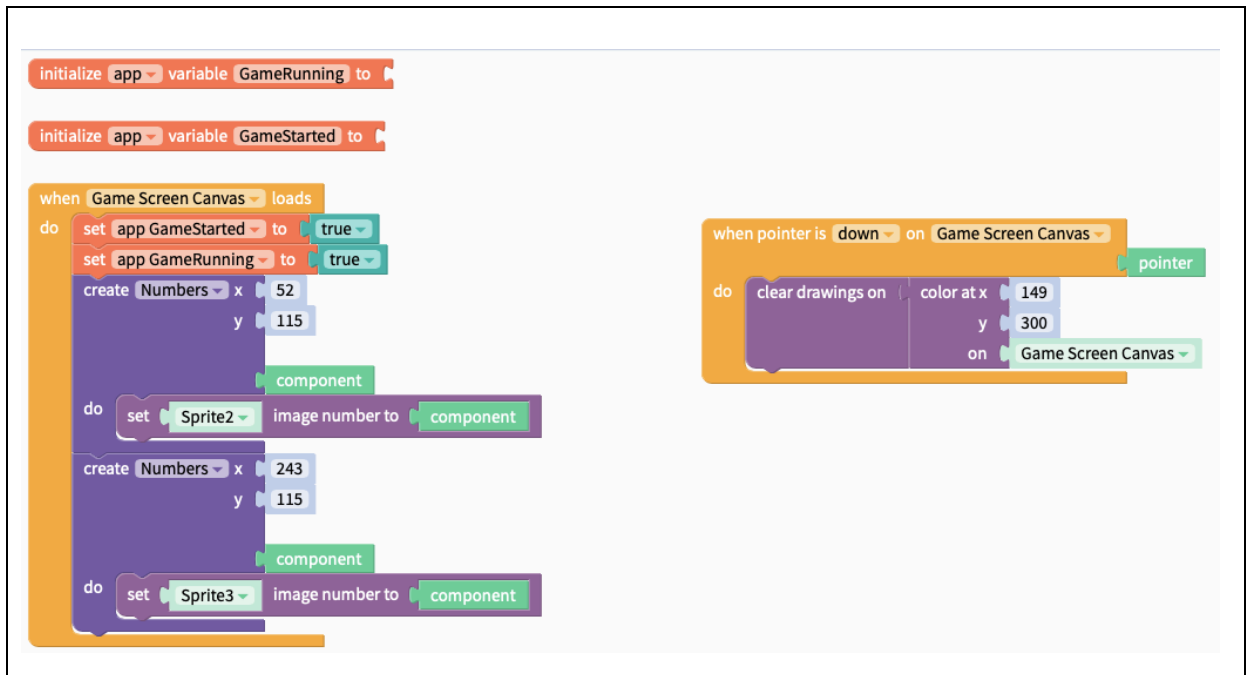 initialize app variable GameRunning to
initialize app variable GameStarted to
when Game Screen Canvas loads
do set app GameStarted to true
set app GameRunning to true
create Numbers x 52
y 115
component
do set Sprite2 image number to component
create Numbers x 243
y 115
component
do set Sprite3 image number to component
when pointer is down on Game Screen Canvas
pointer
do clear drawings on color at x 149
y 300
on Game Screen Canvas